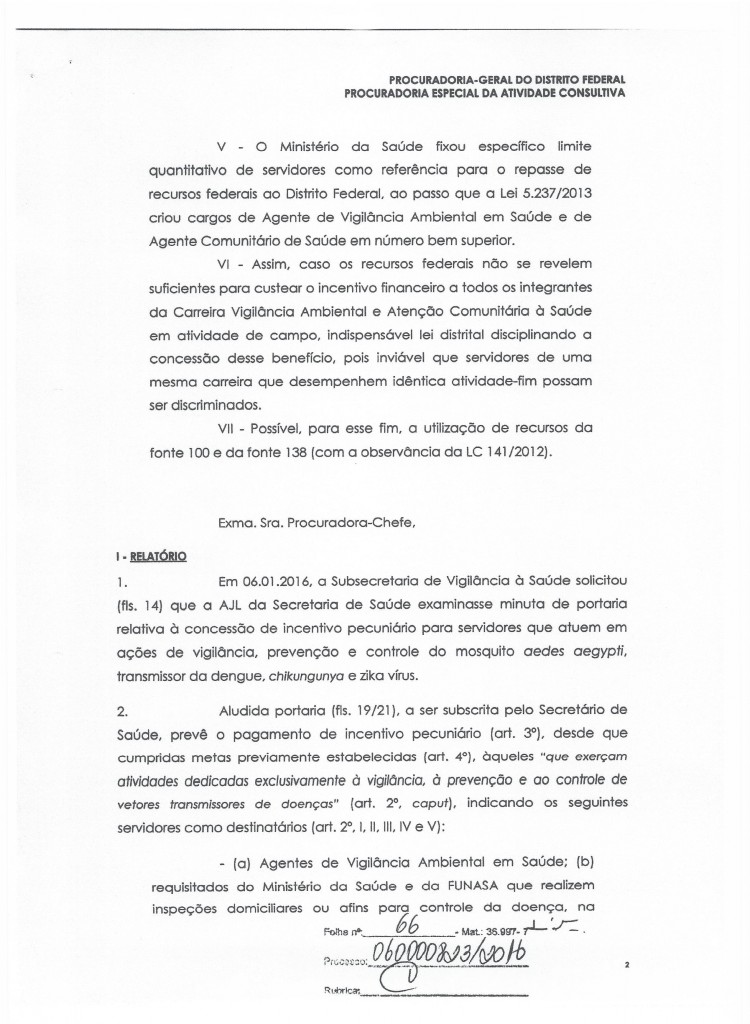 PROCURADORIA-GERAL DO DISTRITO FEDERAL
PROCURADORIA ESPECIAL DA ATIVIDADE CONSULTIVA
V - O Ministério da Saúde fixou específico limite
quantitativo de servidores como referência para o repasse de
recursos federais ao Distrito Federal, ao passo que a Lei 5.237/2013
criou cargos de Agente de Vigilância Ambiental em Saúde e de
Agente Comunitário de Saúde em número bem superior.
VI - Assim, caso os recursos federais não se revelem
suficientes para custear o incentivo financeiro a todos os integrantes
da Carreira Vigilância Ambiental e Atenção Comunitária à Saúde
em atividade de campo, indispensável lei distrital disciplinando a
concessão desse benefício, pois inviável que servidores de uma
mesma carreira que desempenhem idêntica atividade-fim possam
ser discriminados.
VII - Possível, para esse fim, a utilização de recursos da
fonte 100 e da fonte 138 (com a observância da LC 141/2012).
Exma. Sra. Procuradora-Chefe,
I - RELATÓRIO
1. Em 06.01.2016, a Subsecretaria de Vigilância à Saúde solicitou
(fls. 14) que a AJL da Secretaria de Saúde examinasse minuta de portaria
relativa à concessão de incentivo pecuniário para servidores que atuem em
ações de vigilância, prevenção e controle do mosquito aedes aegypti,
transmissor da dengue, chikungunya e zika vírus.
2. Aludida portaria (fls. 19/21), a ser subscrita pelo Secretário de
Saúde, prevê o pagamento de incentivo pecuniário (art. 3º), desde que
cumpridas metas previamente estabelecidas (art. 4º), àqueles "que exerçam
atividades dedicadas exclusivamente à vigilância, à prevenção e ao controle de
vetores transmissores de doenças" (art. 2º, caput), indicando os seguintes
servidores como destinatários (art. 2º, I, II, III, IV e V):
- (a) Agentes de Vigilância Ambiental em Saúde; (b)
requisitados do Ministério da Saúde e da FUNASA que realizem
inspeções domiciliares ou afins para controle da doença, na
Folha nº 66 - Mat.: 36.997-7
Processo: 060000823/2016
Rubrica:
2